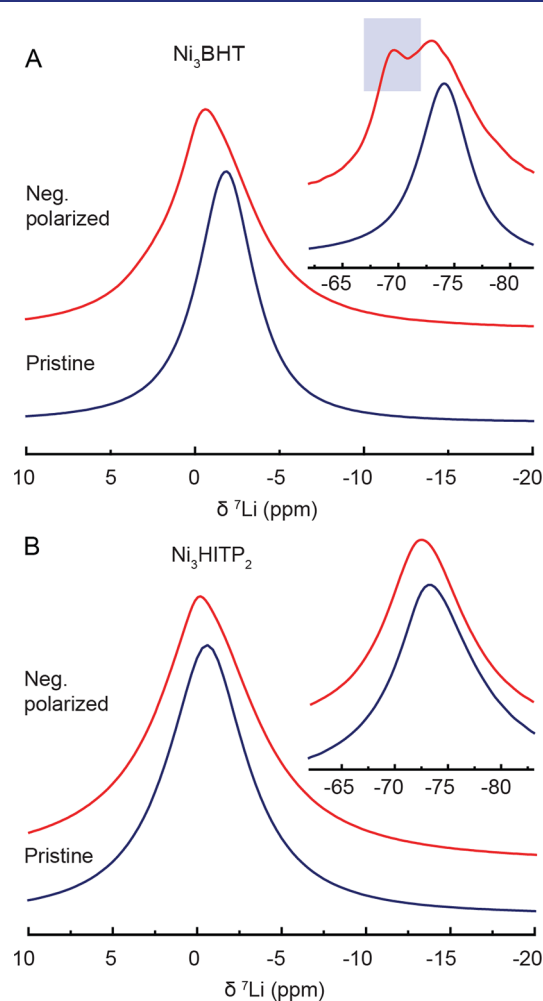 A
Ni₃BHT
Neg.
polarized
Pristine
-65 -70 -75 -80
10 5 0 -5 -10 -15 -20
δ ⁷Li (ppm)
B
Ni₃HITP₂
Neg.
polarized
Pristine
-65 -70 -75 -80
10 5 0 -5 -10 -15 -20
δ ⁷Li (ppm)